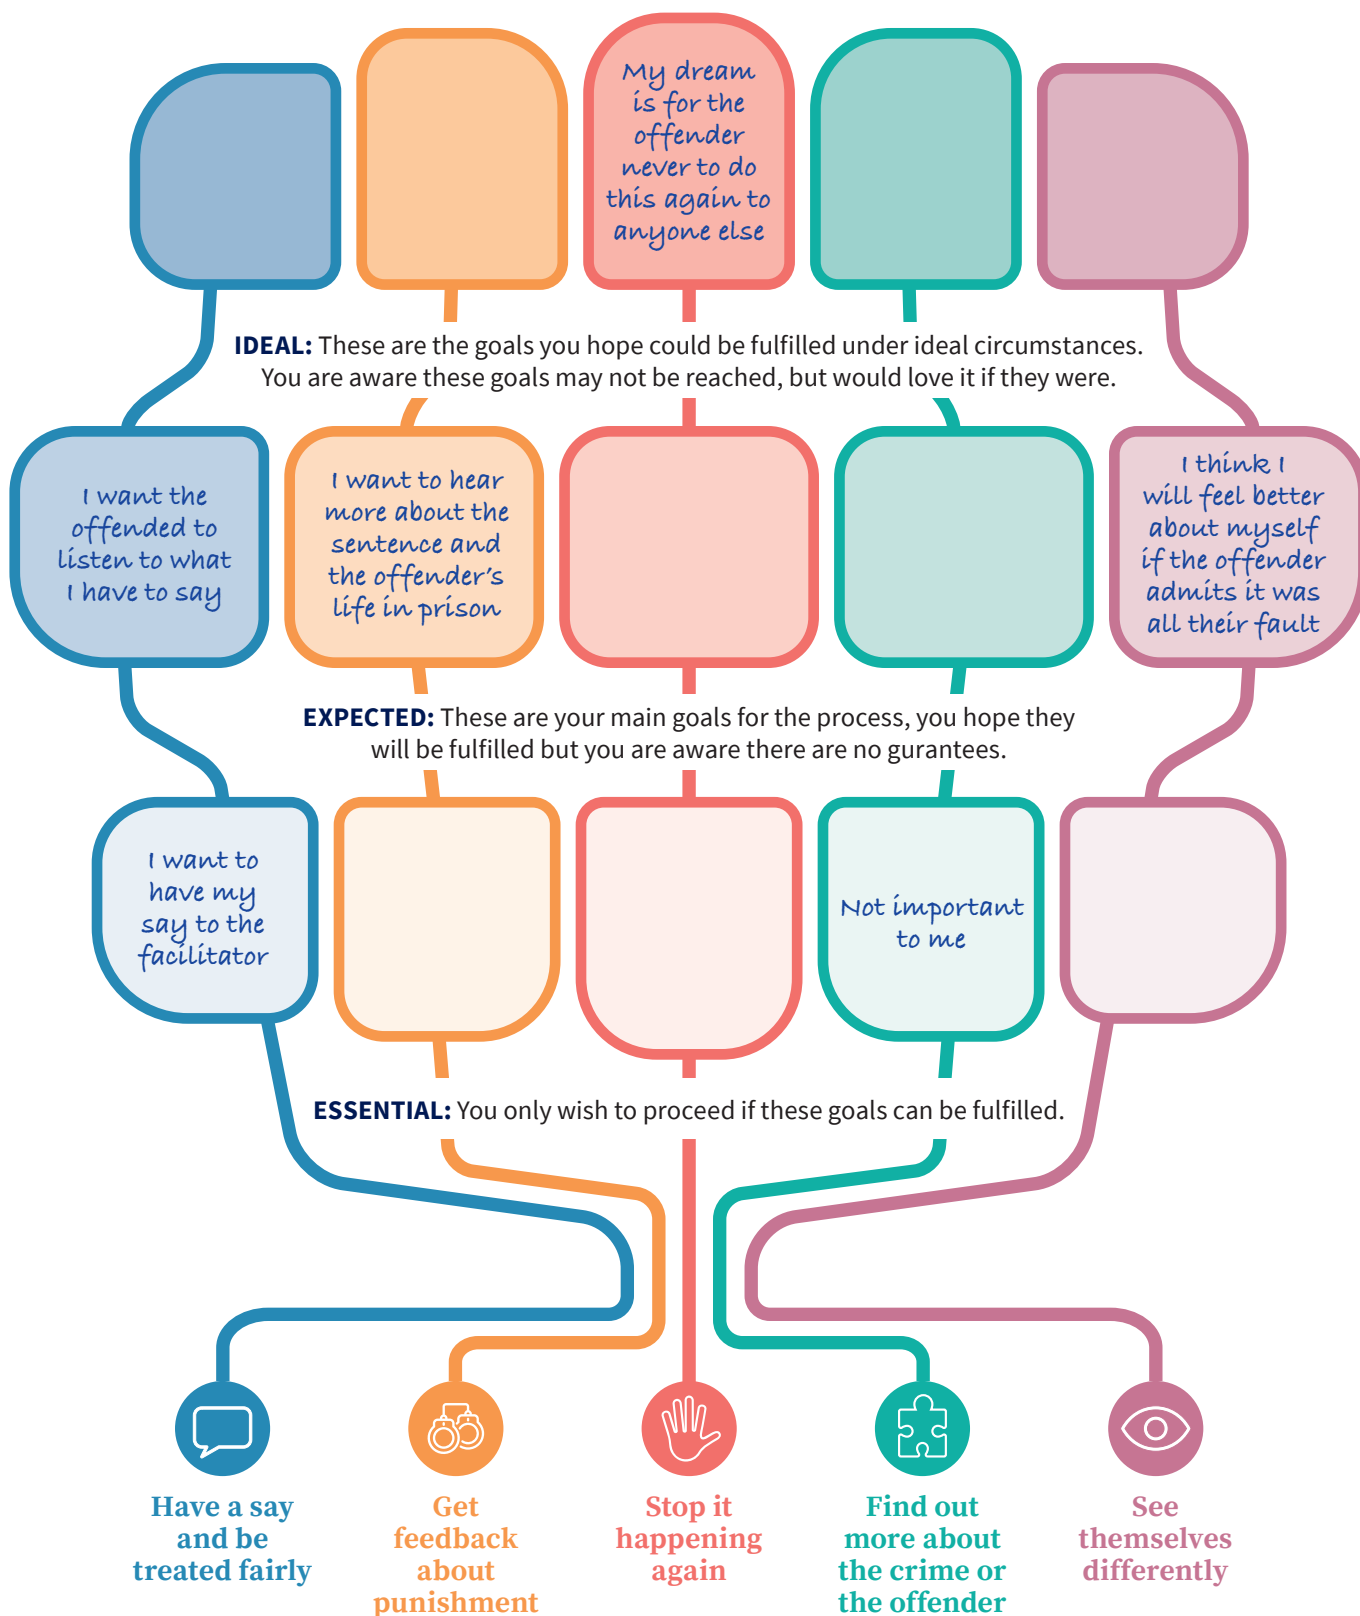 My dream
is for the
offender
never to do
this again to
anyone else
IDEAL: These are the goals you hope could be fulfilled under ideal circumstances.
You are aware these goals may not be reached, but would love it if they were.
I want the
offended to
listen to what
I have to say
I want to hear
more about the
sentence and
the offender's
life in prison
I think I
will feel better
about myself
if the offender
admits it was
all their fault
EXPECTED: These are your main goals for the process, you hope they
will be fulfilled but you are aware there are no gurantees.
I want to
have my
say to the
facilitator
Not important
to me
ESSENTIAL: You only wish to proceed if these goals can be fulfilled.
Have a say
and be
treated fairly
Get
feedback
about
punishment
Stop it
happening
again
Find out
more about
the crime or
the offender
See
themselves
differently